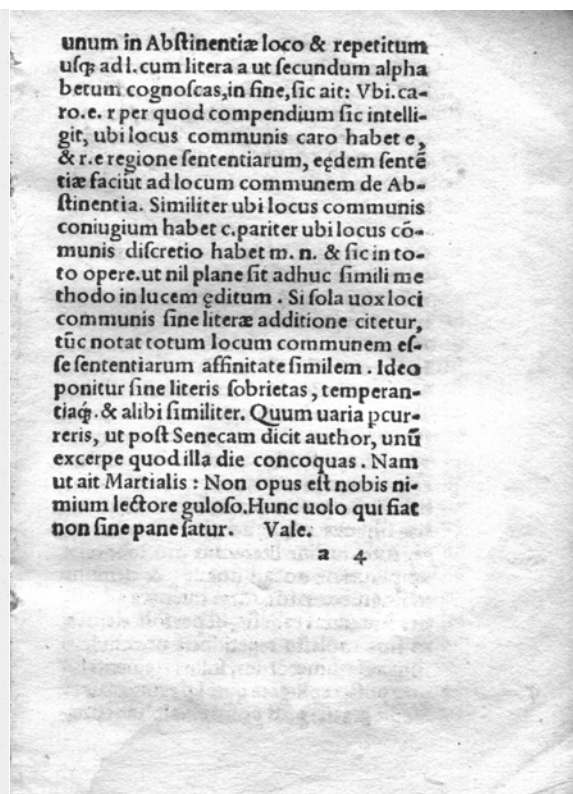 unum in Abſtinentiæ loco & repetitum
uſqꝫ ad l.cum litera a ut ſecundum alpha
betum cognoſcas,in fine,ſic ait: Vbi.ca-
ro.e. r per quod compendium ſic intelli-
git, ubi locus communis caro habet e,
& r.e regione ſententiarum, eędem ſentē
tiæ faciūt ad locum communem de Ab-
ſtinentia. Similiter ubi locus communis
coniugium habet c.pariter ubi locus cō-
munis diſcretio habet m. n. & ſic in to-
to opere.ut nil plane ſit adhuc ſimili me
thodo in lucem ęditum . Si ſola uox loci
communis ſine literæ additione citetur,
tūc notat totum locum communem eſ-
ſe ſententiarum affinitate ſimilem . Ideo
ponitur ſine literis ſobrietas , temperan-
tiaq́;.& alibi ſimiliter. Quum uaria ꝑcur-
reris, ut poſt Senecam dicit author, unū
excerpe quod illa die concoquas . Nam
ut ait Martialis : Non opus eſt nobis ni-
mium lectore guloſo.Hunc uolo qui fiat
non ſine pane ſatur. Vale.
a 4